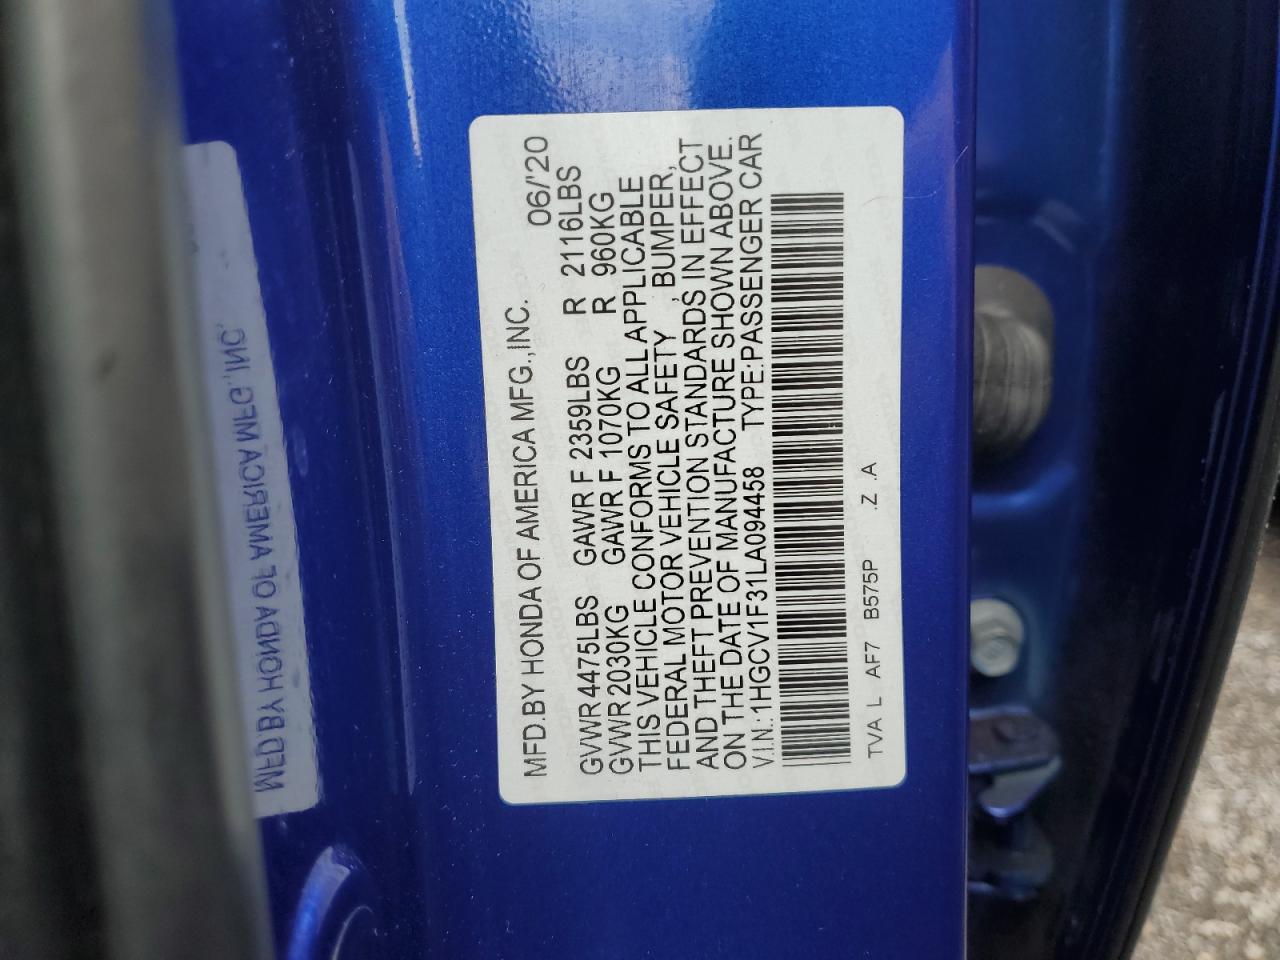 MFD.BY HONDA OF AMERICA MFG.,INC. 06/'20
GVWR 4475LBS GAWR F 2359LBS R 2116LBS
GVWR 2030KG GAWR F 1070KG R 960KG
THIS VEHICLE CONFORMS TO ALL APPLICABLE
FEDERAL MOTOR VEHICLE SAFETY , BUMPER,
AND THEFT PREVENTION STANDARDS, IN EFFECT
ON THE DATE OF MANUFACTURE SHOWN ABOVE.
V.I.N.: 1HGCV1F31LA094458 TYPE:PASSENGER CAR
TVA L AF7 B575P .Z .A
MFD.BY HONDA OF AMERICA MFG.,INC.